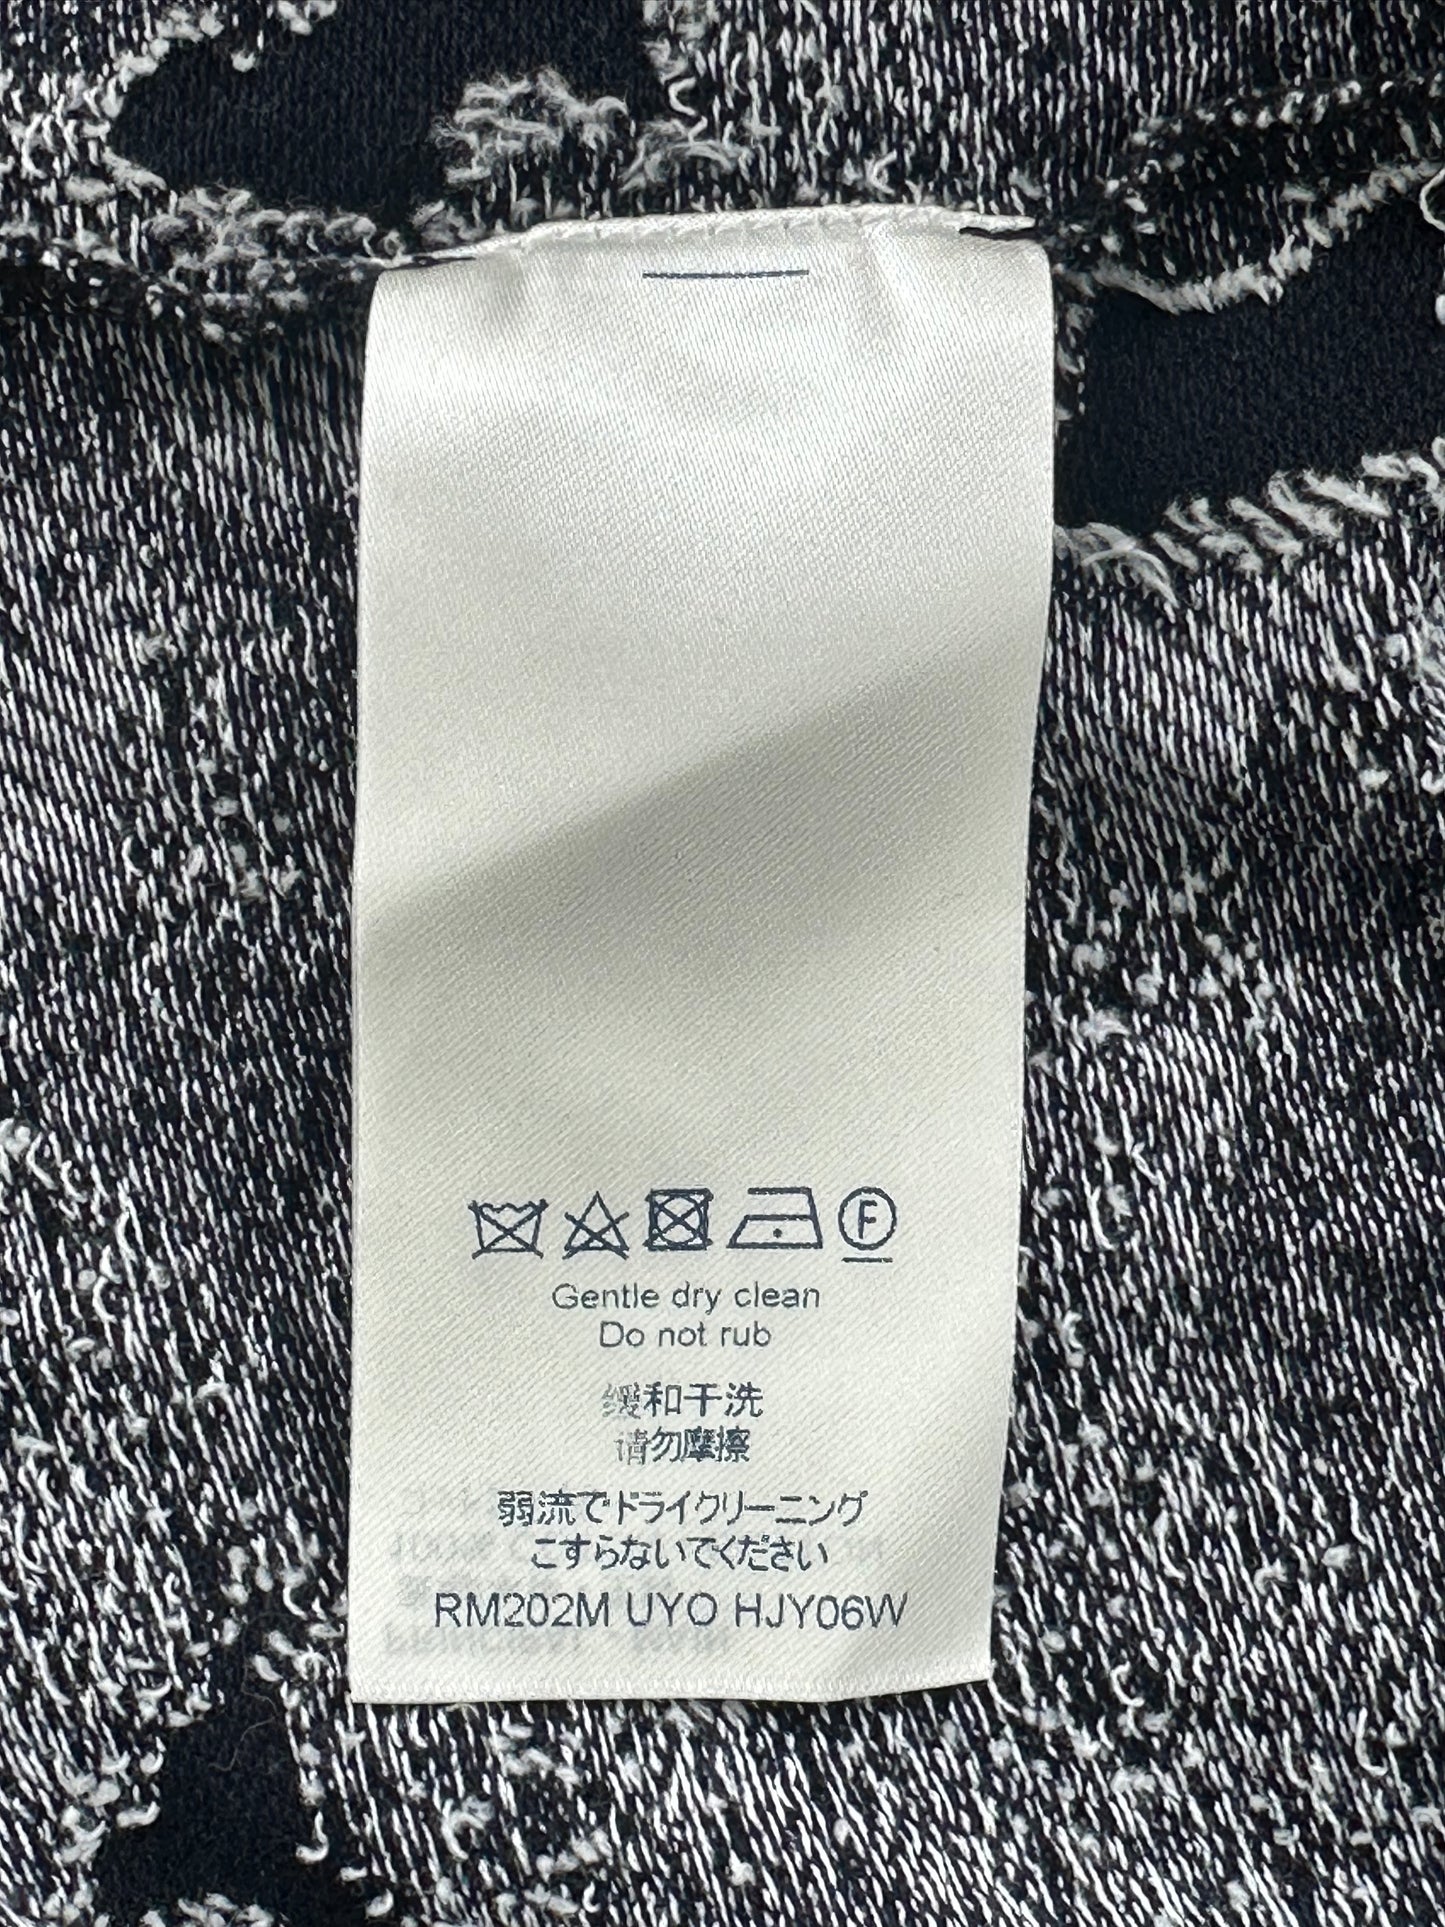 F
Gentle dry clean
Do not rub
缓和干洗
请勿摩擦
弱流でドライクリーニング
こすらないでください
RM202M UYO HJY06W